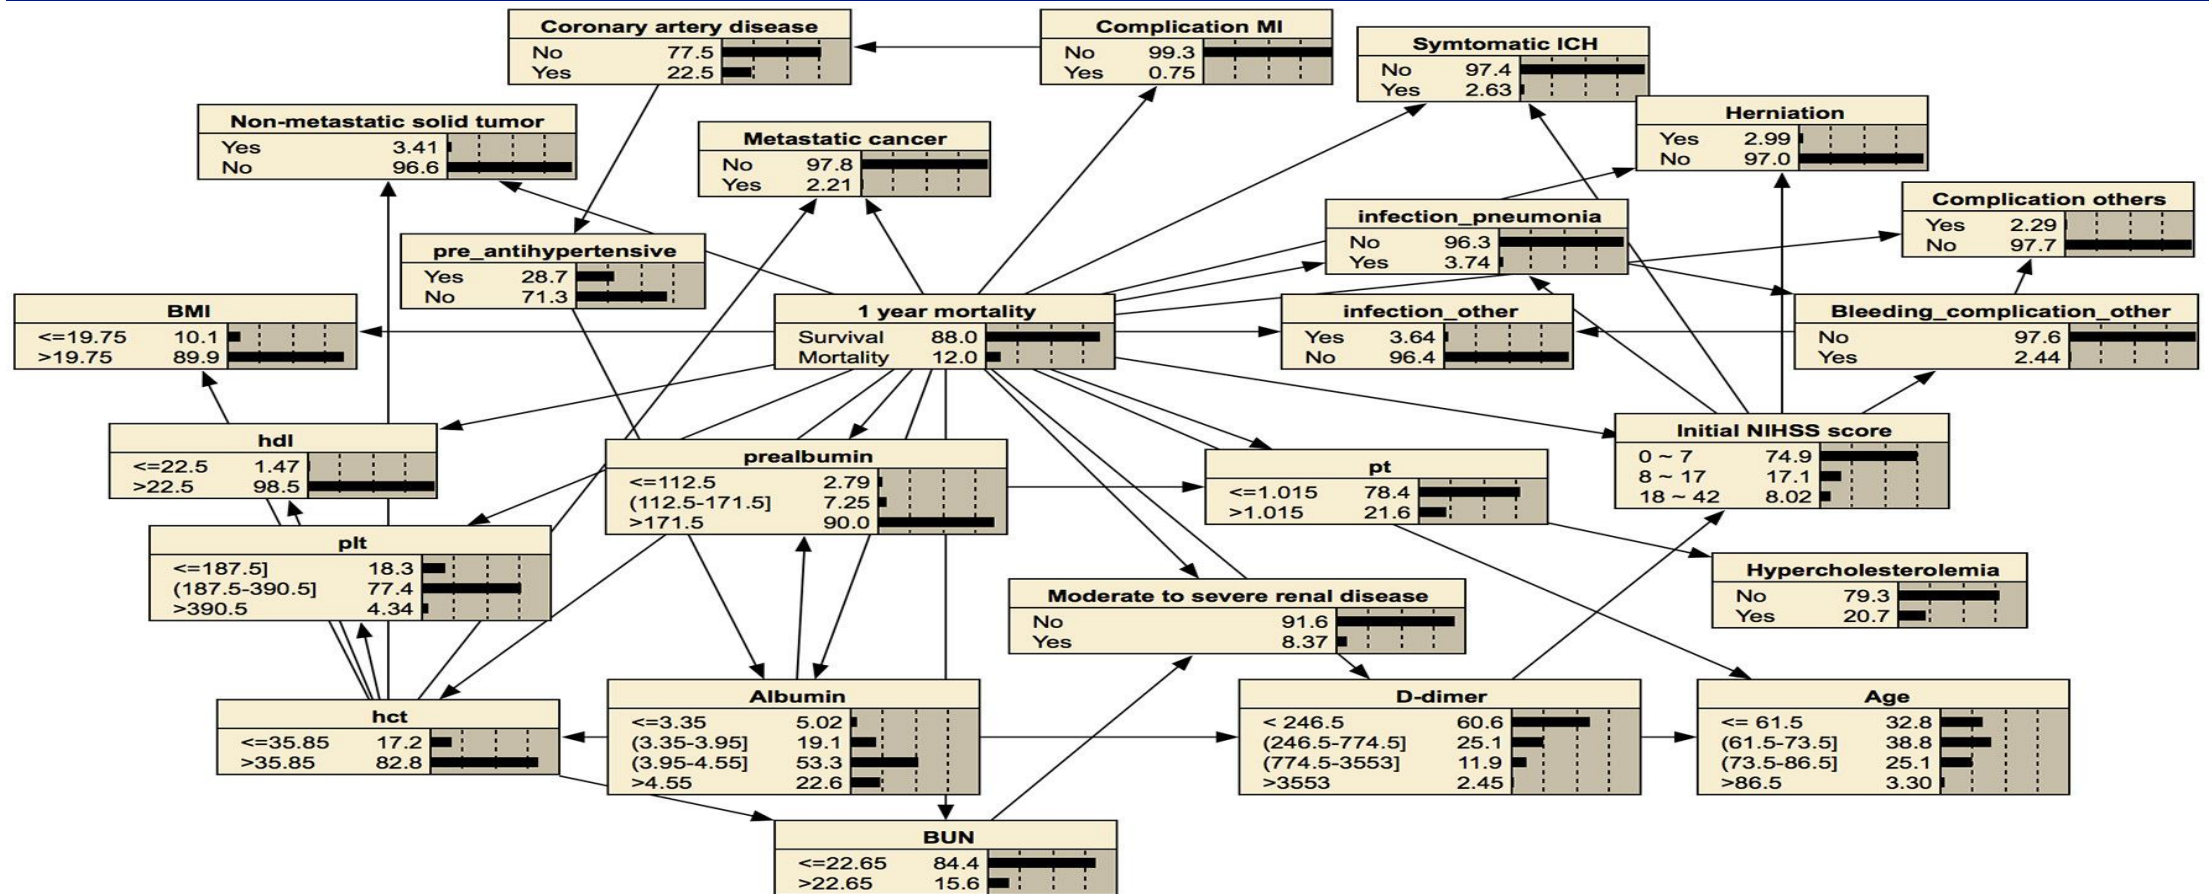 Coronary artery disease
No 77.5
Yes 22.5
Complication MI
No 99.3
Yes 0.75
Symtomatic ICH
No 97.4
Yes 2.63
Non-metastatic solid tumor
Yes 3.41
No 96.6
Metastatic cancer
No 97.8
Yes 2.21
Herniation
Yes 2.99
No 97.0
Complication others
Yes 2.29
No 97.7
infection_pneumonia
No 96.3
Yes 3.74
pre_antihypertensive
Yes 28.7
No 71.3
BMI
<=19.75 10.1
>19.75 89.9
1 year mortality
Survival 88.0
Mortality 12.0
infection_other
Yes 3.64
No 96.4
Bleeding_complication_other
No 97.6
Yes 2.44
hdl
<=22.5 1.47
>22.5 98.5
prealbumin
<=112.5 2.79
(112.5-171.5] 7.25
>171.5 90.0
pt
<=1.015 78.4
>1.015 21.6
Initial NIHSS score
0 ~ 7 74.9
8 ~ 17 17.1
18 ~ 42 8.02
plt
<=187.5] 18.3
(187.5-390.5] 77.4
>390.5 4.34
Moderate to severe renal disease
No 91.6
Yes 8.37
Hypercholesterolemia
No 79.3
Yes 20.7
hct
<=35.85 17.2
>35.85 82.8
Albumin
<=3.35 5.02
(3.35-3.95] 19.1
(3.95-4.55] 53.3
>4.55 22.6
D-dimer
< 246.5 60.6
(246.5-774.5] 25.1
(774.5-3553] 11.9
>3553 2.45
Age
<= 61.5 32.8
(61.5-73.5] 38.8
(73.5-86.5] 25.1
>86.5 3.30
BUN
<=22.65 84.4
>22.65 15.6